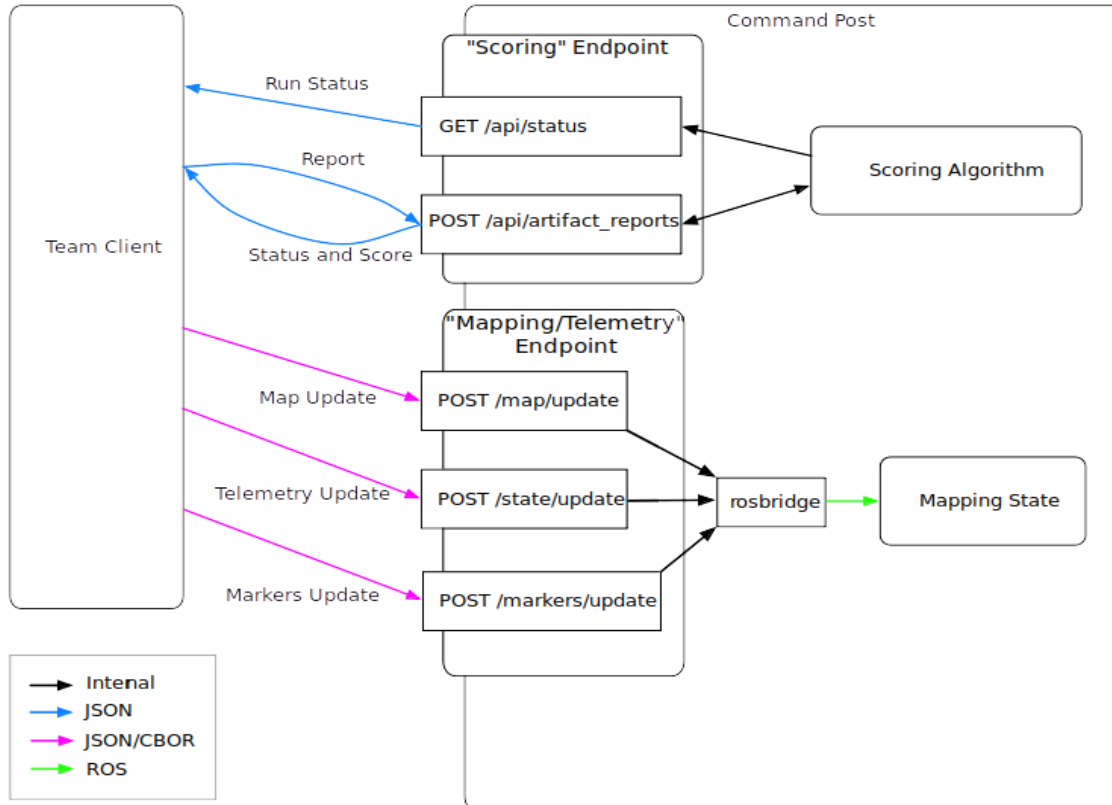 Command Post
"Scoring" Endpoint
Run Status
GET /api/status
Scoring Algorithm
Report
POST /api/artifact_reports
Team Client
Status and Score
"Mapping/Telemetry"
Endpoint
Map Update
POST /map/update
Telemetry Update
POST /state/update
rosbridge
Mapping State
Markers Update
POST /markers/update
Internal
JSON
JSON/CBOR
ROS